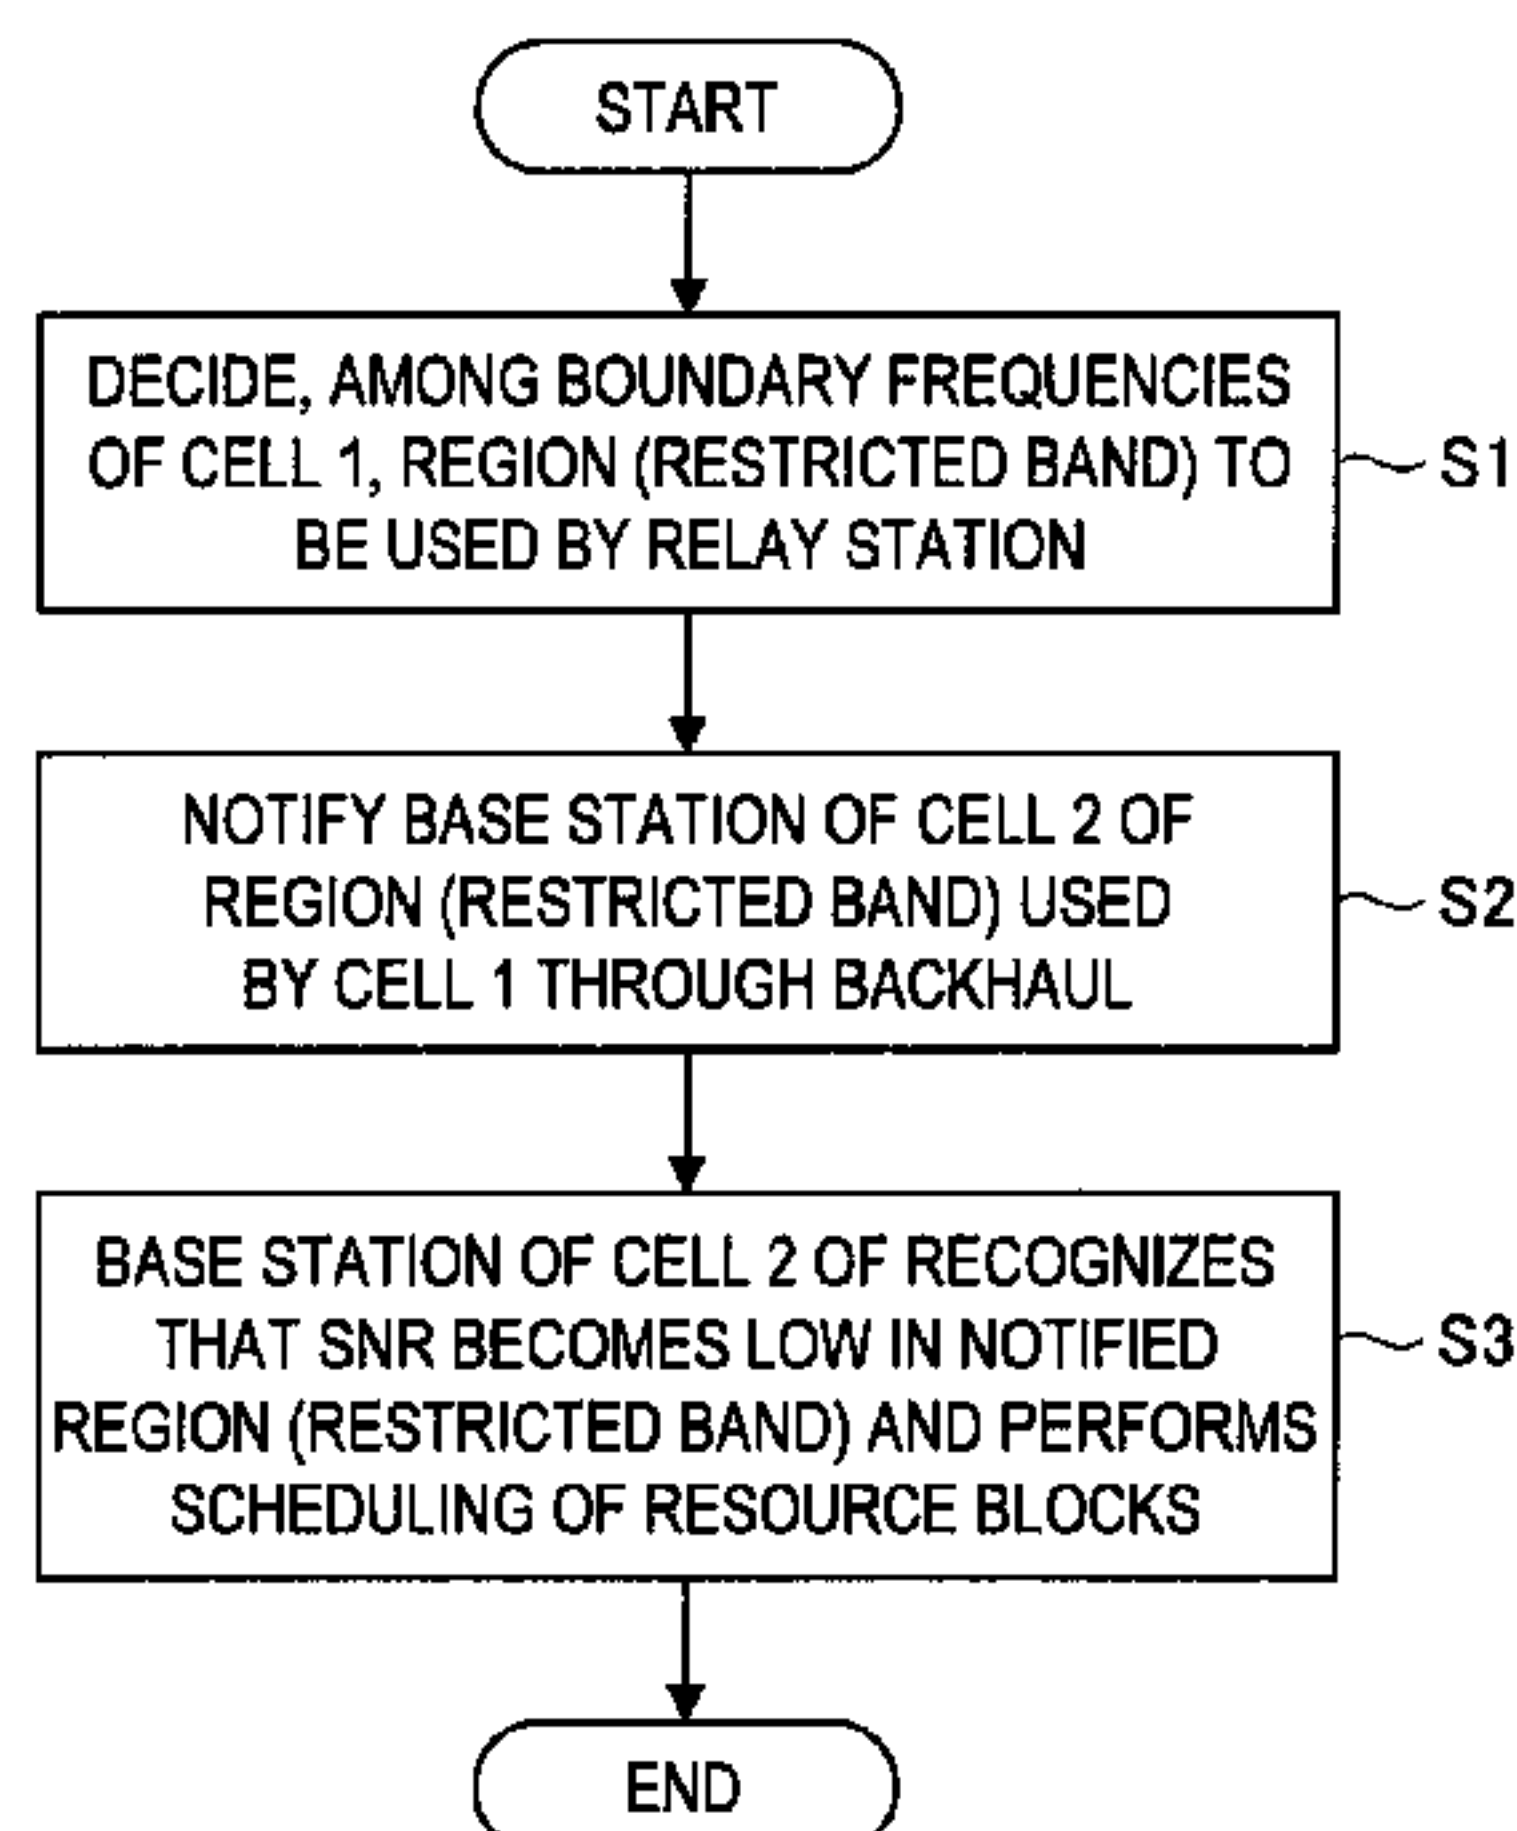 START
DECIDE, AMONG BOUNDARY FREQUENCIES
OF CELL 1, REGION (RESTRICTED BAND) TO
BE USED BY RELAY STATION
S1
NOTIFY BASE STATION OF CELL 2 OF
REGION (RESTRICTED BAND) USED
BY CELL 1 THROUGH BACKHAUL
S2
BASE STATION OF CELL 2 OF RECOGNIZES
THAT SNR BECOMES LOW IN NOTIFIED
REGION (RESTRICTED BAND) AND PERFORMS
SCHEDULING OF RESOURCE BLOCKS
S3
END